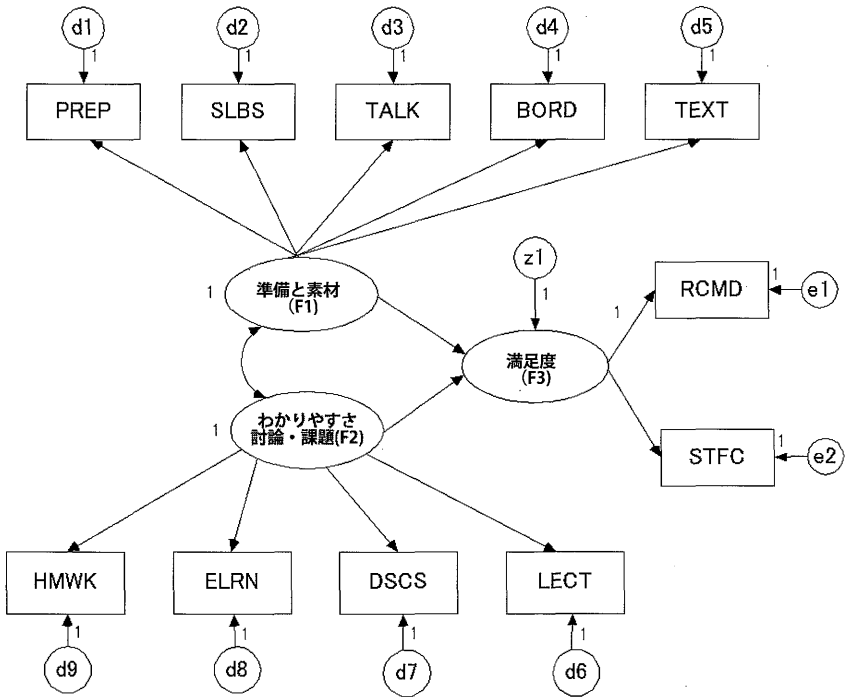 d1
d2
d3
d4
d5
1
1
1
1
1
PREP
SLBS
TALK
BORD
TEXT
1
準備と素材
(F1)
z1
1
1
RCMD
1
e1
満足度
(F3)
1
わかりやすさ
討論・課題(F2)
STFC
1
e2
HMWK
ELRN
DSCS
LECT
1
1
1
1
d9
d8
d7
d6